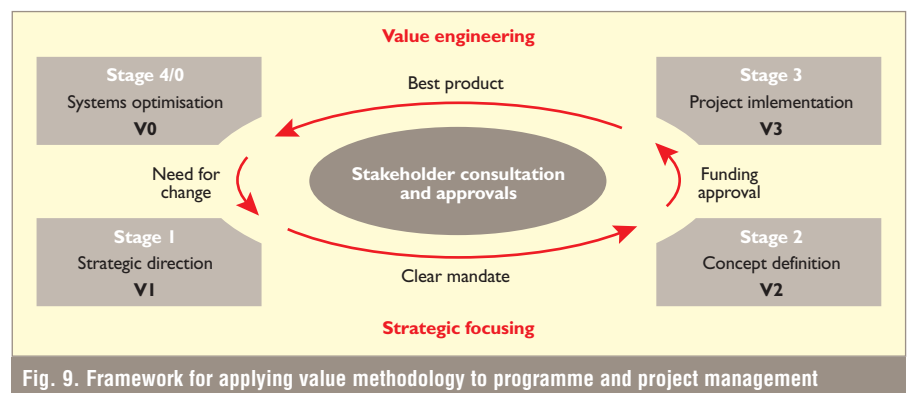 Value engineering
Stage 4/0
Systems optimisation
V0
Best product
Stage 3
Project imlementation
V3
Need for
change
Stakeholder consultation
and approvals
Funding
approval
Stage 1
Strategic direction
V1
Clear mandate
Stage 2
Concept definition
V2
Strategic focusing
Fig. 9. Framework for applying value methodology to programme and project management